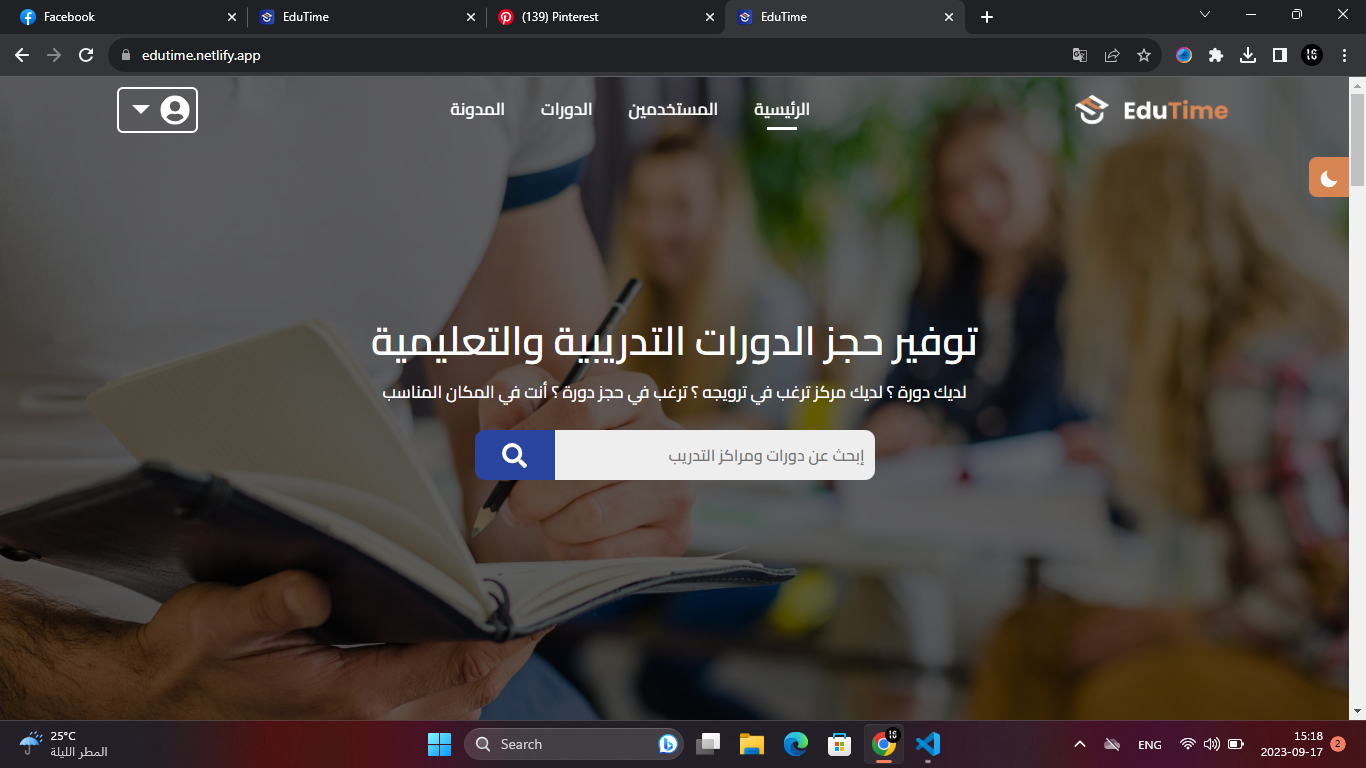 Facebook
EduTime
(139) Pinterest
EduTime
edutime.netlify.app
EduTime
الرئيسية
المستخدمين
الدورات
المدونة
توفير حجز الدورات التدريبية والتعليمية
لديك دورة ؟ لديك مركز ترغب في ترويجه ؟ ترغب في حجز دورة ؟ أنت في المكان المناسب
إبحث عن دورات ومراكز التدريب
25°C
المطر الليلة
Search
ENG
15:18
2023-09-17
2